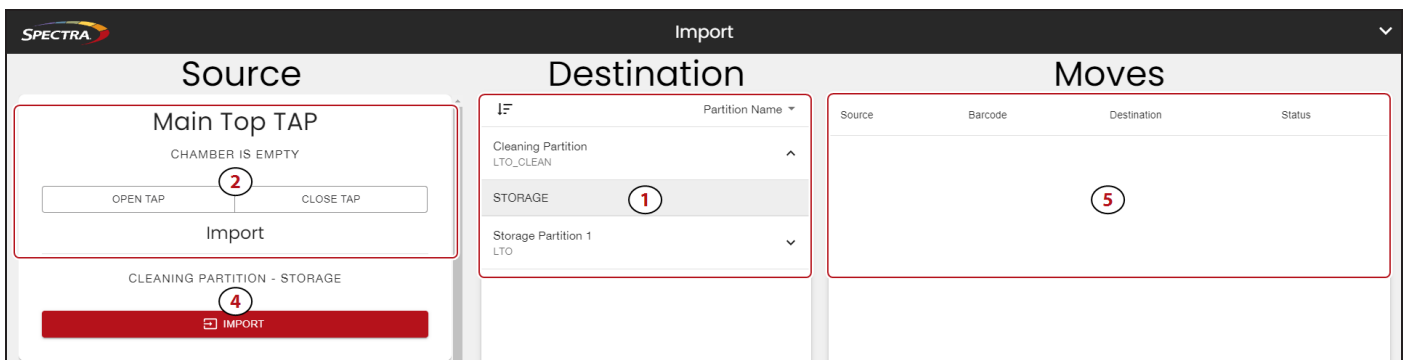 SPECTRA
Import
Source
Destination
Moves
Main Top TAP
CHAMBER IS EMPTY
2
OPEN TAP
CLOSE TAP
Import
CLEANING PARTITION - STORAGE
4
IMPORT
Partition Name
Cleaning Partition
LTO_CLEAN
STORAGE
1
Storage Partition 1
LTO
Source Barcode Destination Status
5